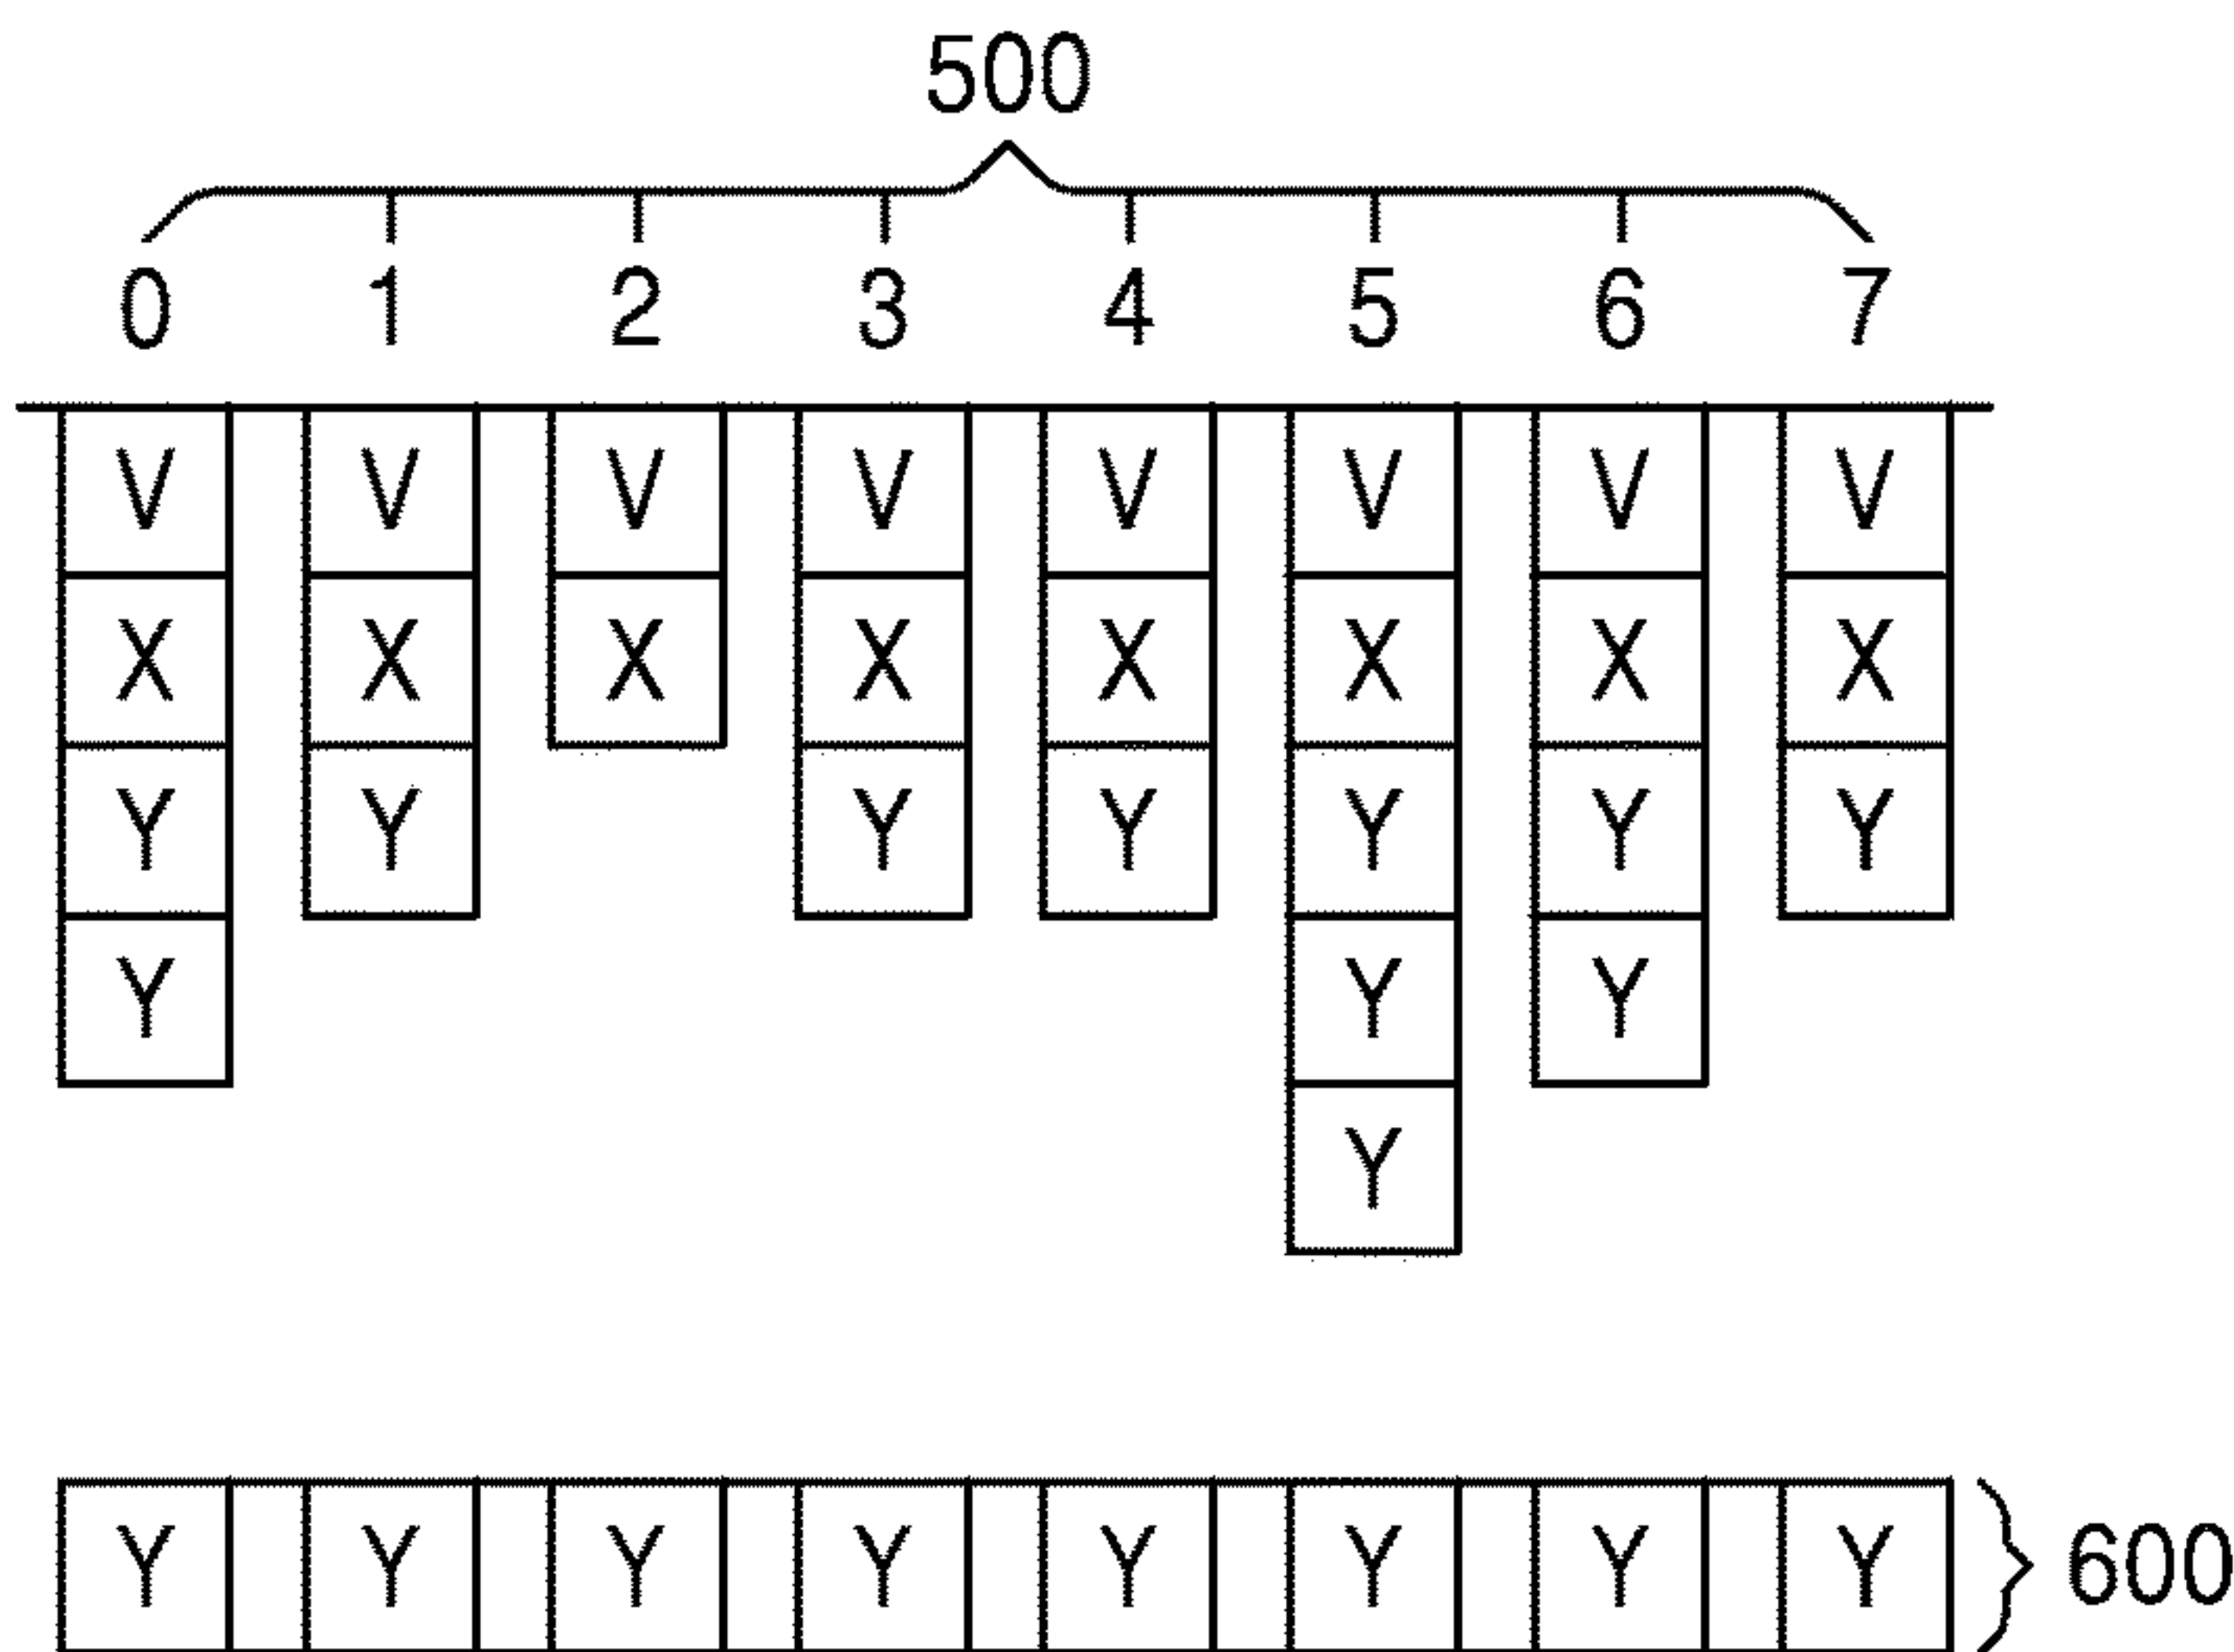 500
0 1 2 3 4 5 6 7
V V V V V V V V
X X X X X X X X
Y Y Y Y Y Y Y
Y Y Y
Y
Y Y Y Y Y Y Y Y 600